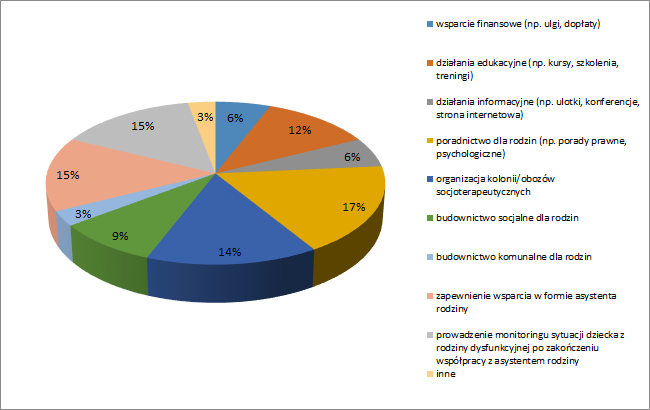 6%
12%
6%
17%
14%
9%
3%
15%
15%
3%
wsparcie finansowe (np. ulgi, dopłaty)
działania edukacyjne (np. kursy, szkolenia,
treningi)
działania informacyjne (np. ulotki, konferencje,
strona internetowa)
poradnictwo dla rodzin (np. porady prawne,
psychologiczne)
organizacja kolonii/obozów
socjoterapeutycznych
budownictwo socjalne dla rodzin
budownictwo komunalne dla rodzin
zapewnienie wsparcia w formie asystenta
rodziny
prowadzenie monitoringu sytuacji dziecka z
rodziny dysfunkcyjnej po zakończeniu
współpracy z asystentem rodziny
inne